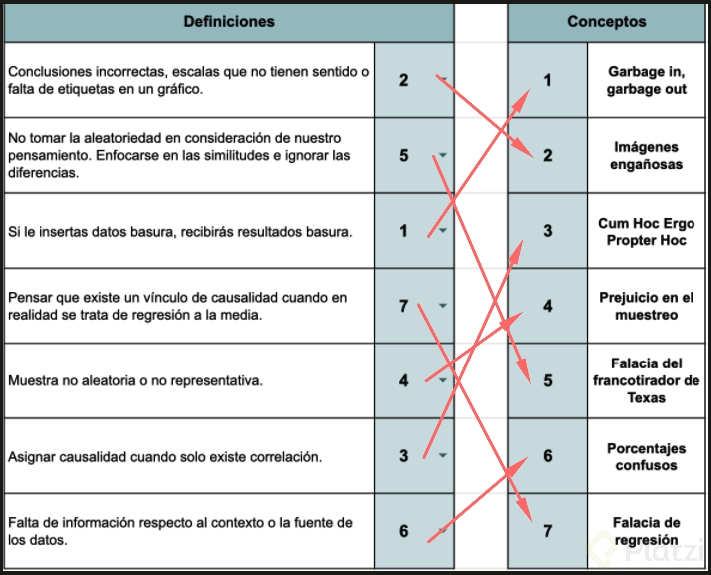 Definiciones
Conceptos
Conclusiones incorrectas, escalas que no tienen sentido o
falta de etiquetas en un gráfico.
2
1
Garbage in,
garbage out
No tomar la aleatoriedad en consideración de nuestro
pensamiento. Enfocarse en las similitudes e ignorar las
diferencias.
5
2
Imágenes
engañosas
Si le insertas datos basura, recibirás resultados basura.
1
3
Cum Hoc Ergo
Propter Hoc
Pensar que existe un vínculo de causalidad cuando en
realidad se trata de regresión a la media.
7
4
Prejuicio en el
muestreo
Muestra no aleatoria o no representativa.
4
5
Falacia del
francotirador de
Texas
Asignar causalidad cuando solo existe correlación.
3
6
Porcentajes
confusos
Falta de información respecto al contexto o la fuente de
los datos.
6
7
Falacia de
regresión
Platzi